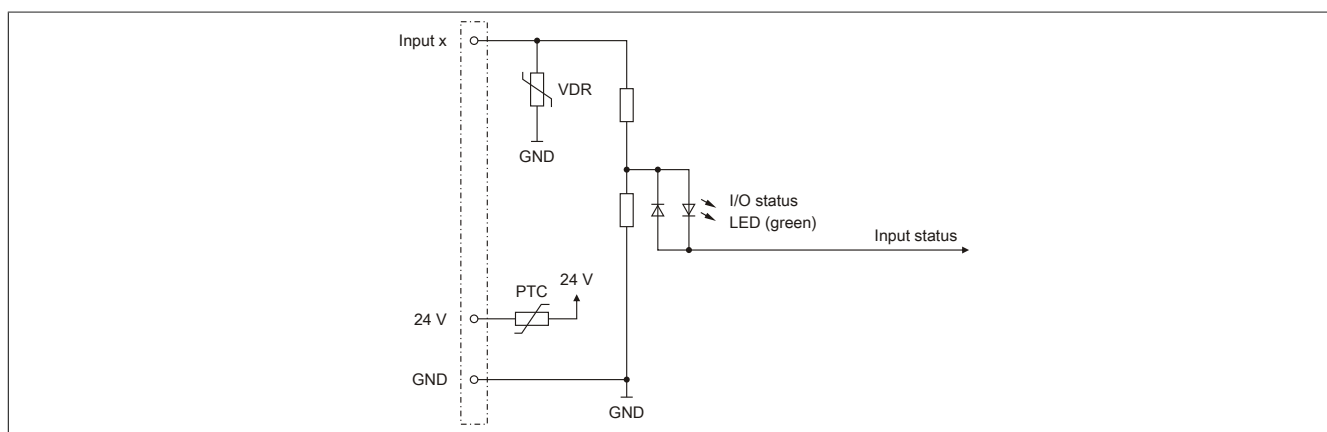 Input x
VDR
GND
I/O status
LED (green)
Input status
24 V
PTC
24 V
GND
GND